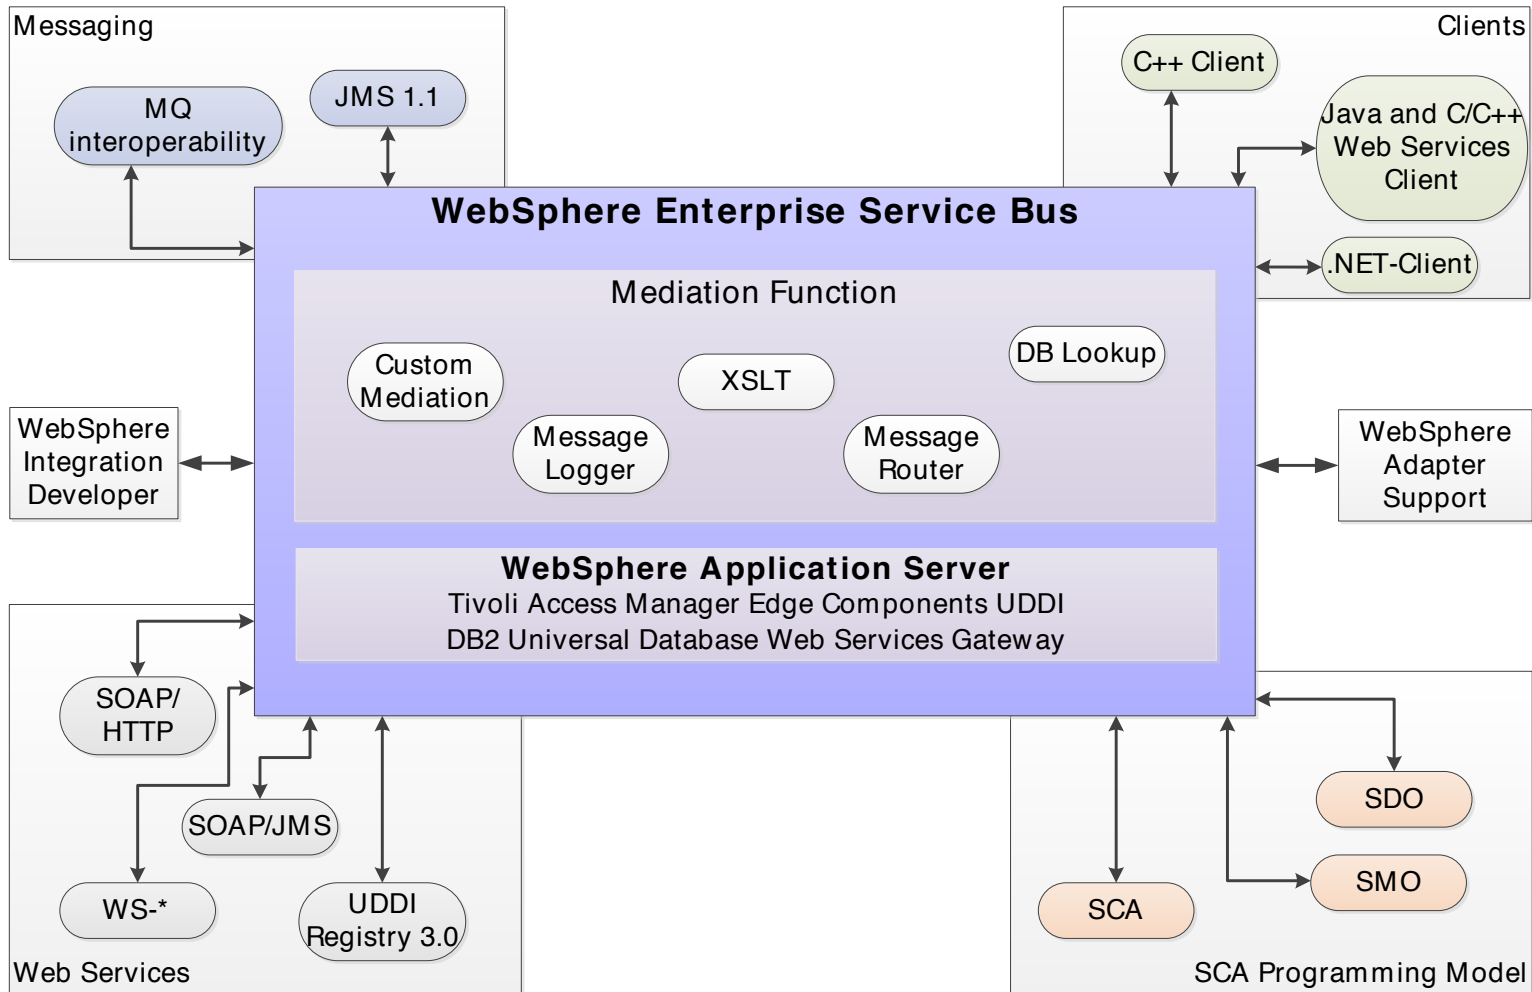 Messaging
MQ
interoperability
JMS 1.1
Clients
C++ Client
Java and C/C++
Web Services
Client
.NET-Client
WebSphere Enterprise Service Bus
Mediation Function
Custom
Mediation
Message
Logger
XSLT
Message
Router
DB Lookup
WebSphere
Integration
Developer
WebSphere
Adapter
Support
WebSphere Application Server
Tivoli Access Manager Edge Components UDDI
DB2 Universal Database Web Services Gateway
SOAP/
HTTP
SOAP/JMS
WS-*
UDDI
Registry 3.0
Web Services
SDO
SMO
SCA
SCA Programming Model